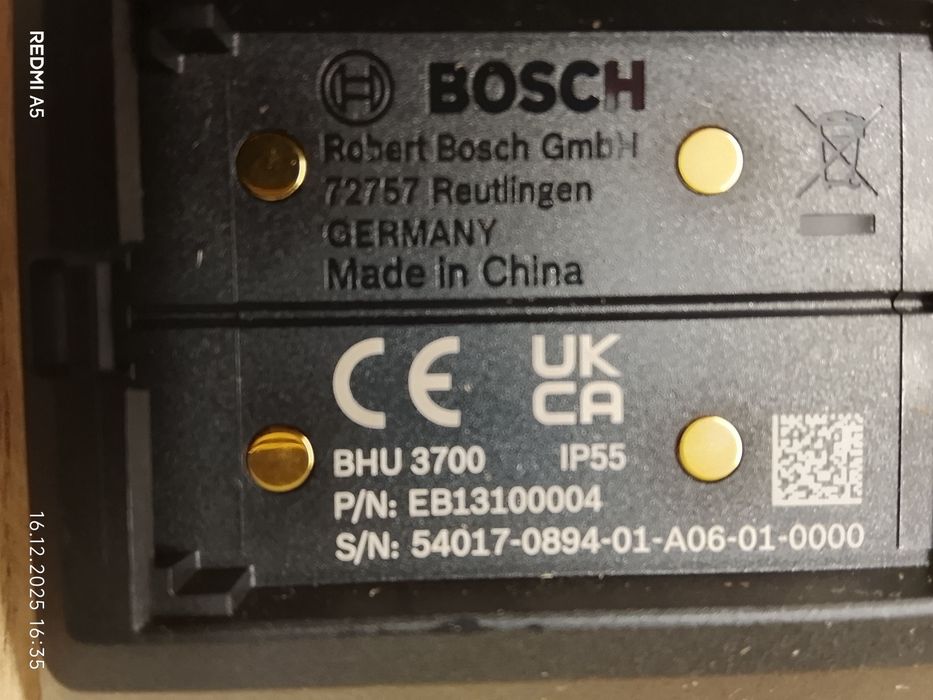 BOSCH
Robert Bosch GmbH
72757 Reutlingen
GERMANY
Made in China
CE UK
CA
BHU 3700 IP55
P/N: EB13100004
S/N: 54017-0894-01-A06-01-0000
REDMI A5
16.12.2025 16:35